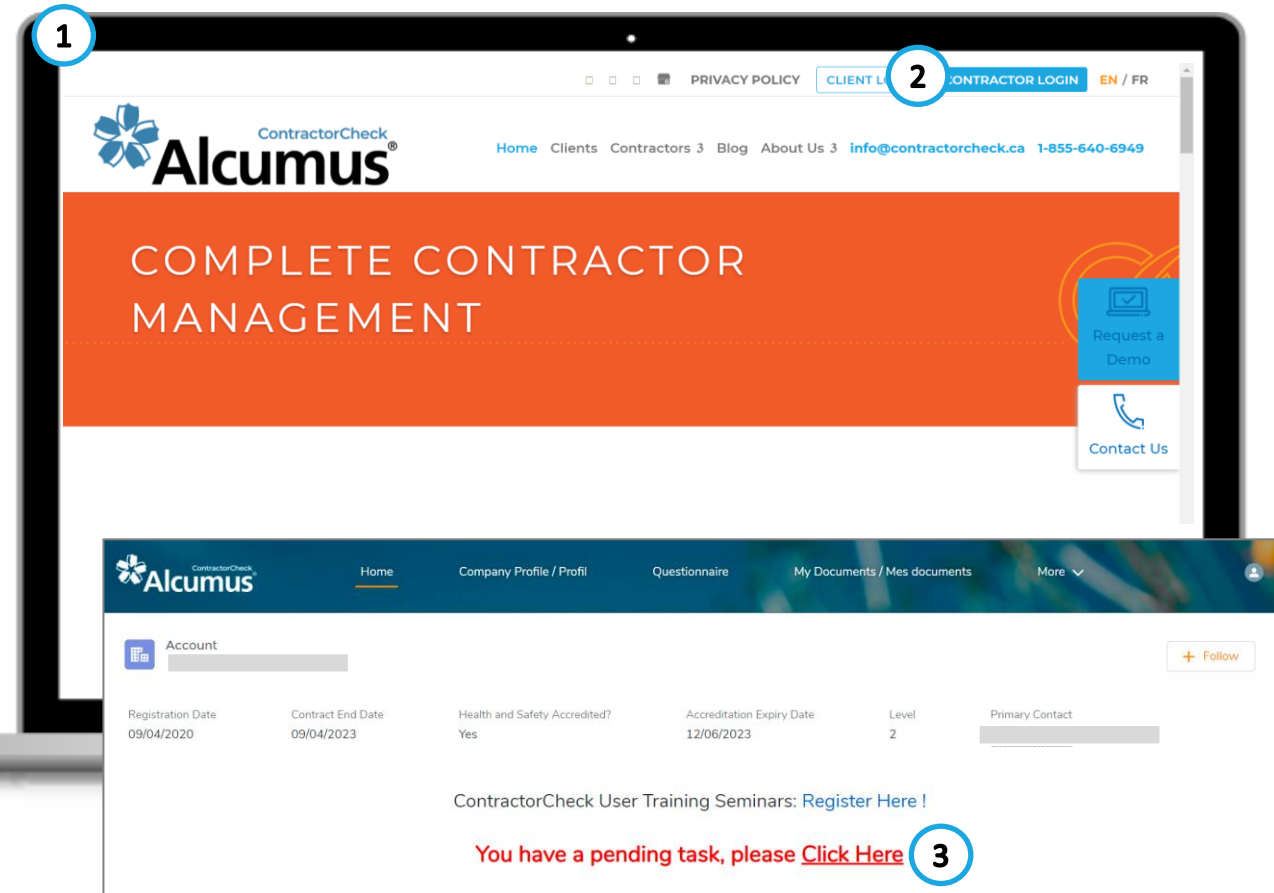 1
PRIVACY POLICY CLIENT LO 2 CONTRACTOR LOGIN EN / FR
ContractorCheck
Alcumus®
Home Clients Contractors 3 Blog About Us 3 info@contractorcheck.ca 1-855-640-6949
COMPLETE CONTRACTOR
MANAGEMENT
Request a
Demo
Contact Us
ContractorCheck
Alcumus®
Home Company Profile / Profil Questionnaire My Documents / Mes documents More
Account
+ Follow
Registration Date Contract End Date Health and Safety Accredited? Accreditation Expiry Date Level Primary Contact
09/04/2020 09/04/2023 Yes 12/06/2023 2
ContractorCheck User Training Seminars: Register Here !
You have a pending task, please Click Here 3